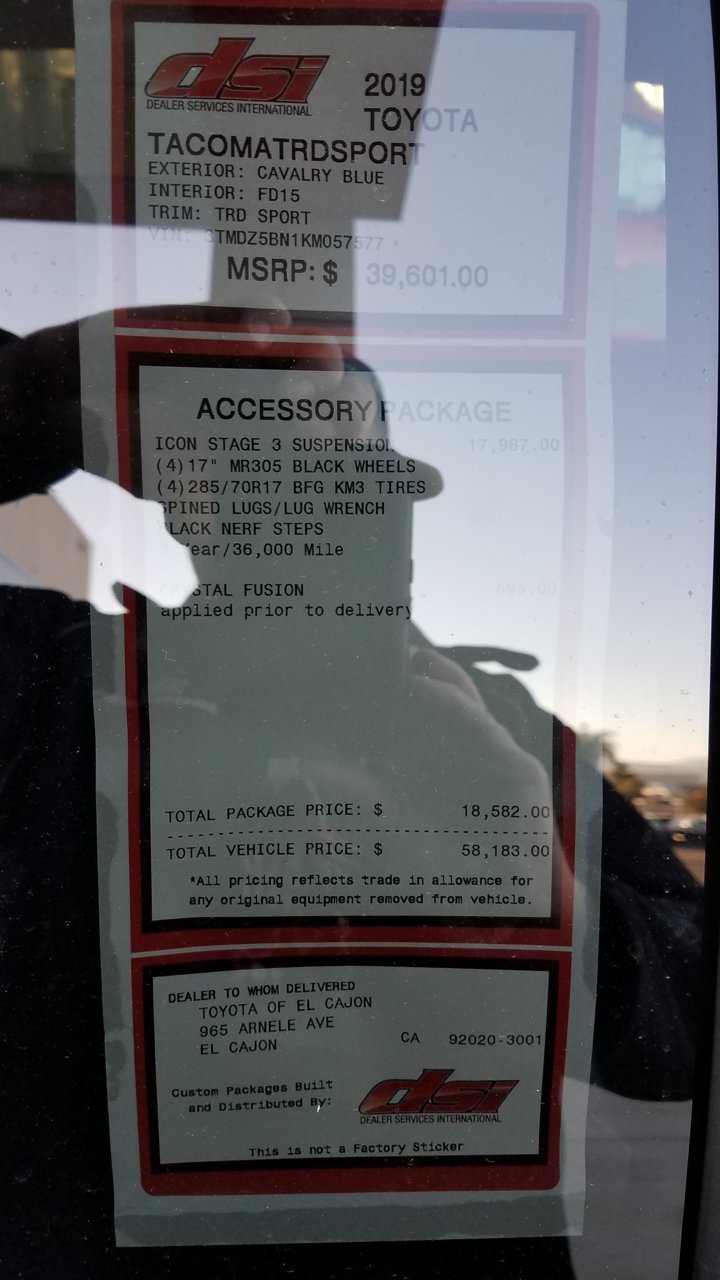 dsi
DEALER SERVICES INTERNATIONAL
2019
TOYOTA
TACOMATRDSPORT
EXTERIOR: CAVALRY BLUE
INTERIOR: FD15
TRIM: TRD SPORT
VIN: 3TMDZ5BN1KM057577
MSRP: $ 39,601.00
ACCESSORY PACKAGE
ICON STAGE 3 SUSPENSION 17,987.00
(4)17" MR305 BLACK WHEELS
(4)285/70R17 BFG KM3 TIRES
SPINED LUGS/LUG WRENCH
BLACK NERF STEPS
3 Year/36,000 Mile
CRYSTAL FUSION 595.00
applied prior to delivery
TOTAL PACKAGE PRICE: $ 18,582.00
TOTAL VEHICLE PRICE: $ 58,183.00
*All pricing reflects trade in allowance for
any original equipment removed from vehicle.
DEALER TO WHOM DELIVERED
TOYOTA OF EL CAJON
965 ARNELE AVE
EL CAJON CA 92020-3001
Custom Packages Built
and Distributed By:
dsi
DEALER SERVICES INTERNATIONAL
This is not a Factory Sticker